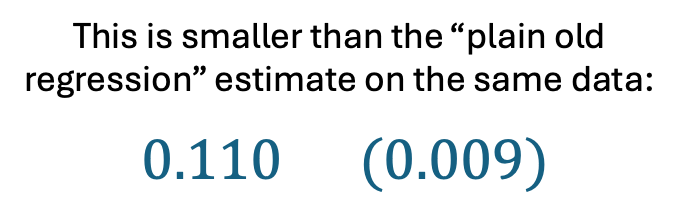 This is smaller than the “plain old
regression” estimate on the same data:
0.110 (0.009)